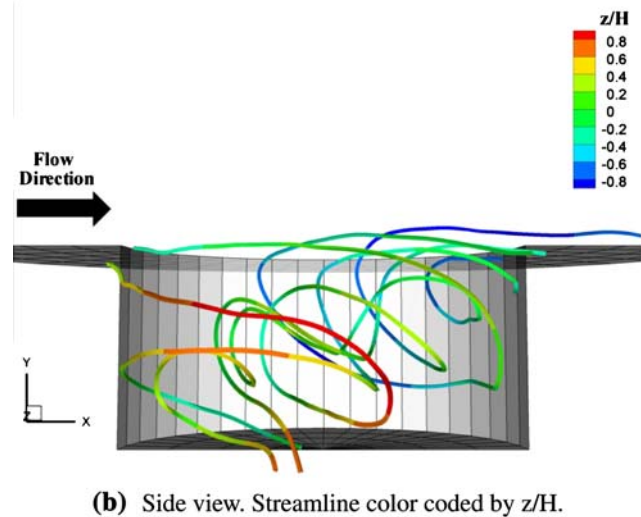 z/H
0.8
0.6
0.4
0.2
0
-0.2
-0.4
-0.6
-0.8
Flow
Direction
Y
Z
X
(b) Side view. Streamline color coded by z/H.